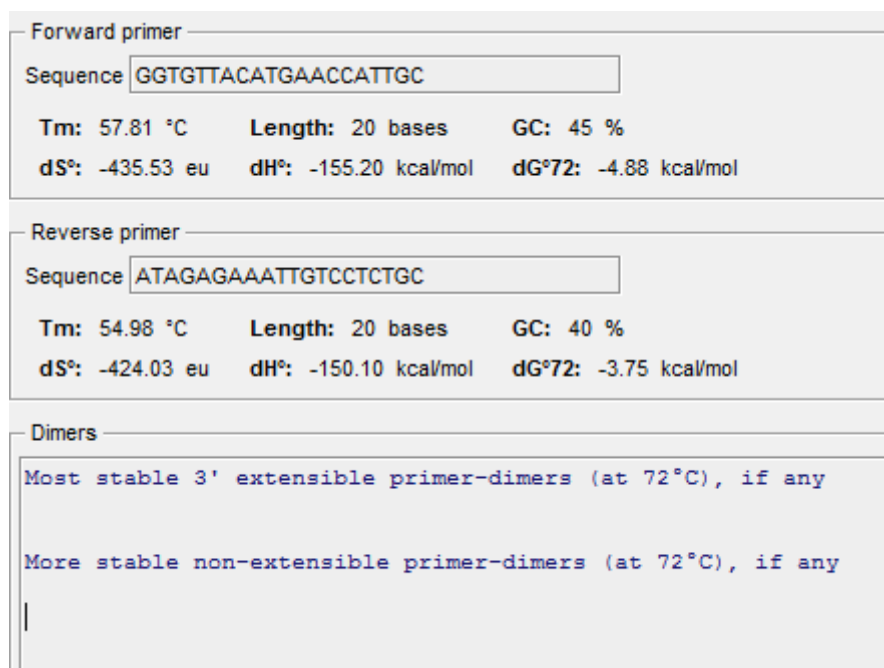 Forward primer
Sequence GGTGTTACATGAACCATTGC
Tm: 57.81 °C Length: 20 bases GC: 45 %
dS°: -435.53 eu dH°: -155.20 kcal/mol dG°72: -4.88 kcal/mol
Reverse primer
Sequence ATAGAGAAATTGTCCTCTGC
Tm: 54.98 °C Length: 20 bases GC: 40 %
dS°: -424.03 eu dH°: -150.10 kcal/mol dG°72: -3.75 kcal/mol
Dimers
Most stable 3' extensible primer-dimers (at 72°C), if any
More stable non-extensible primer-dimers (at 72°C), if any